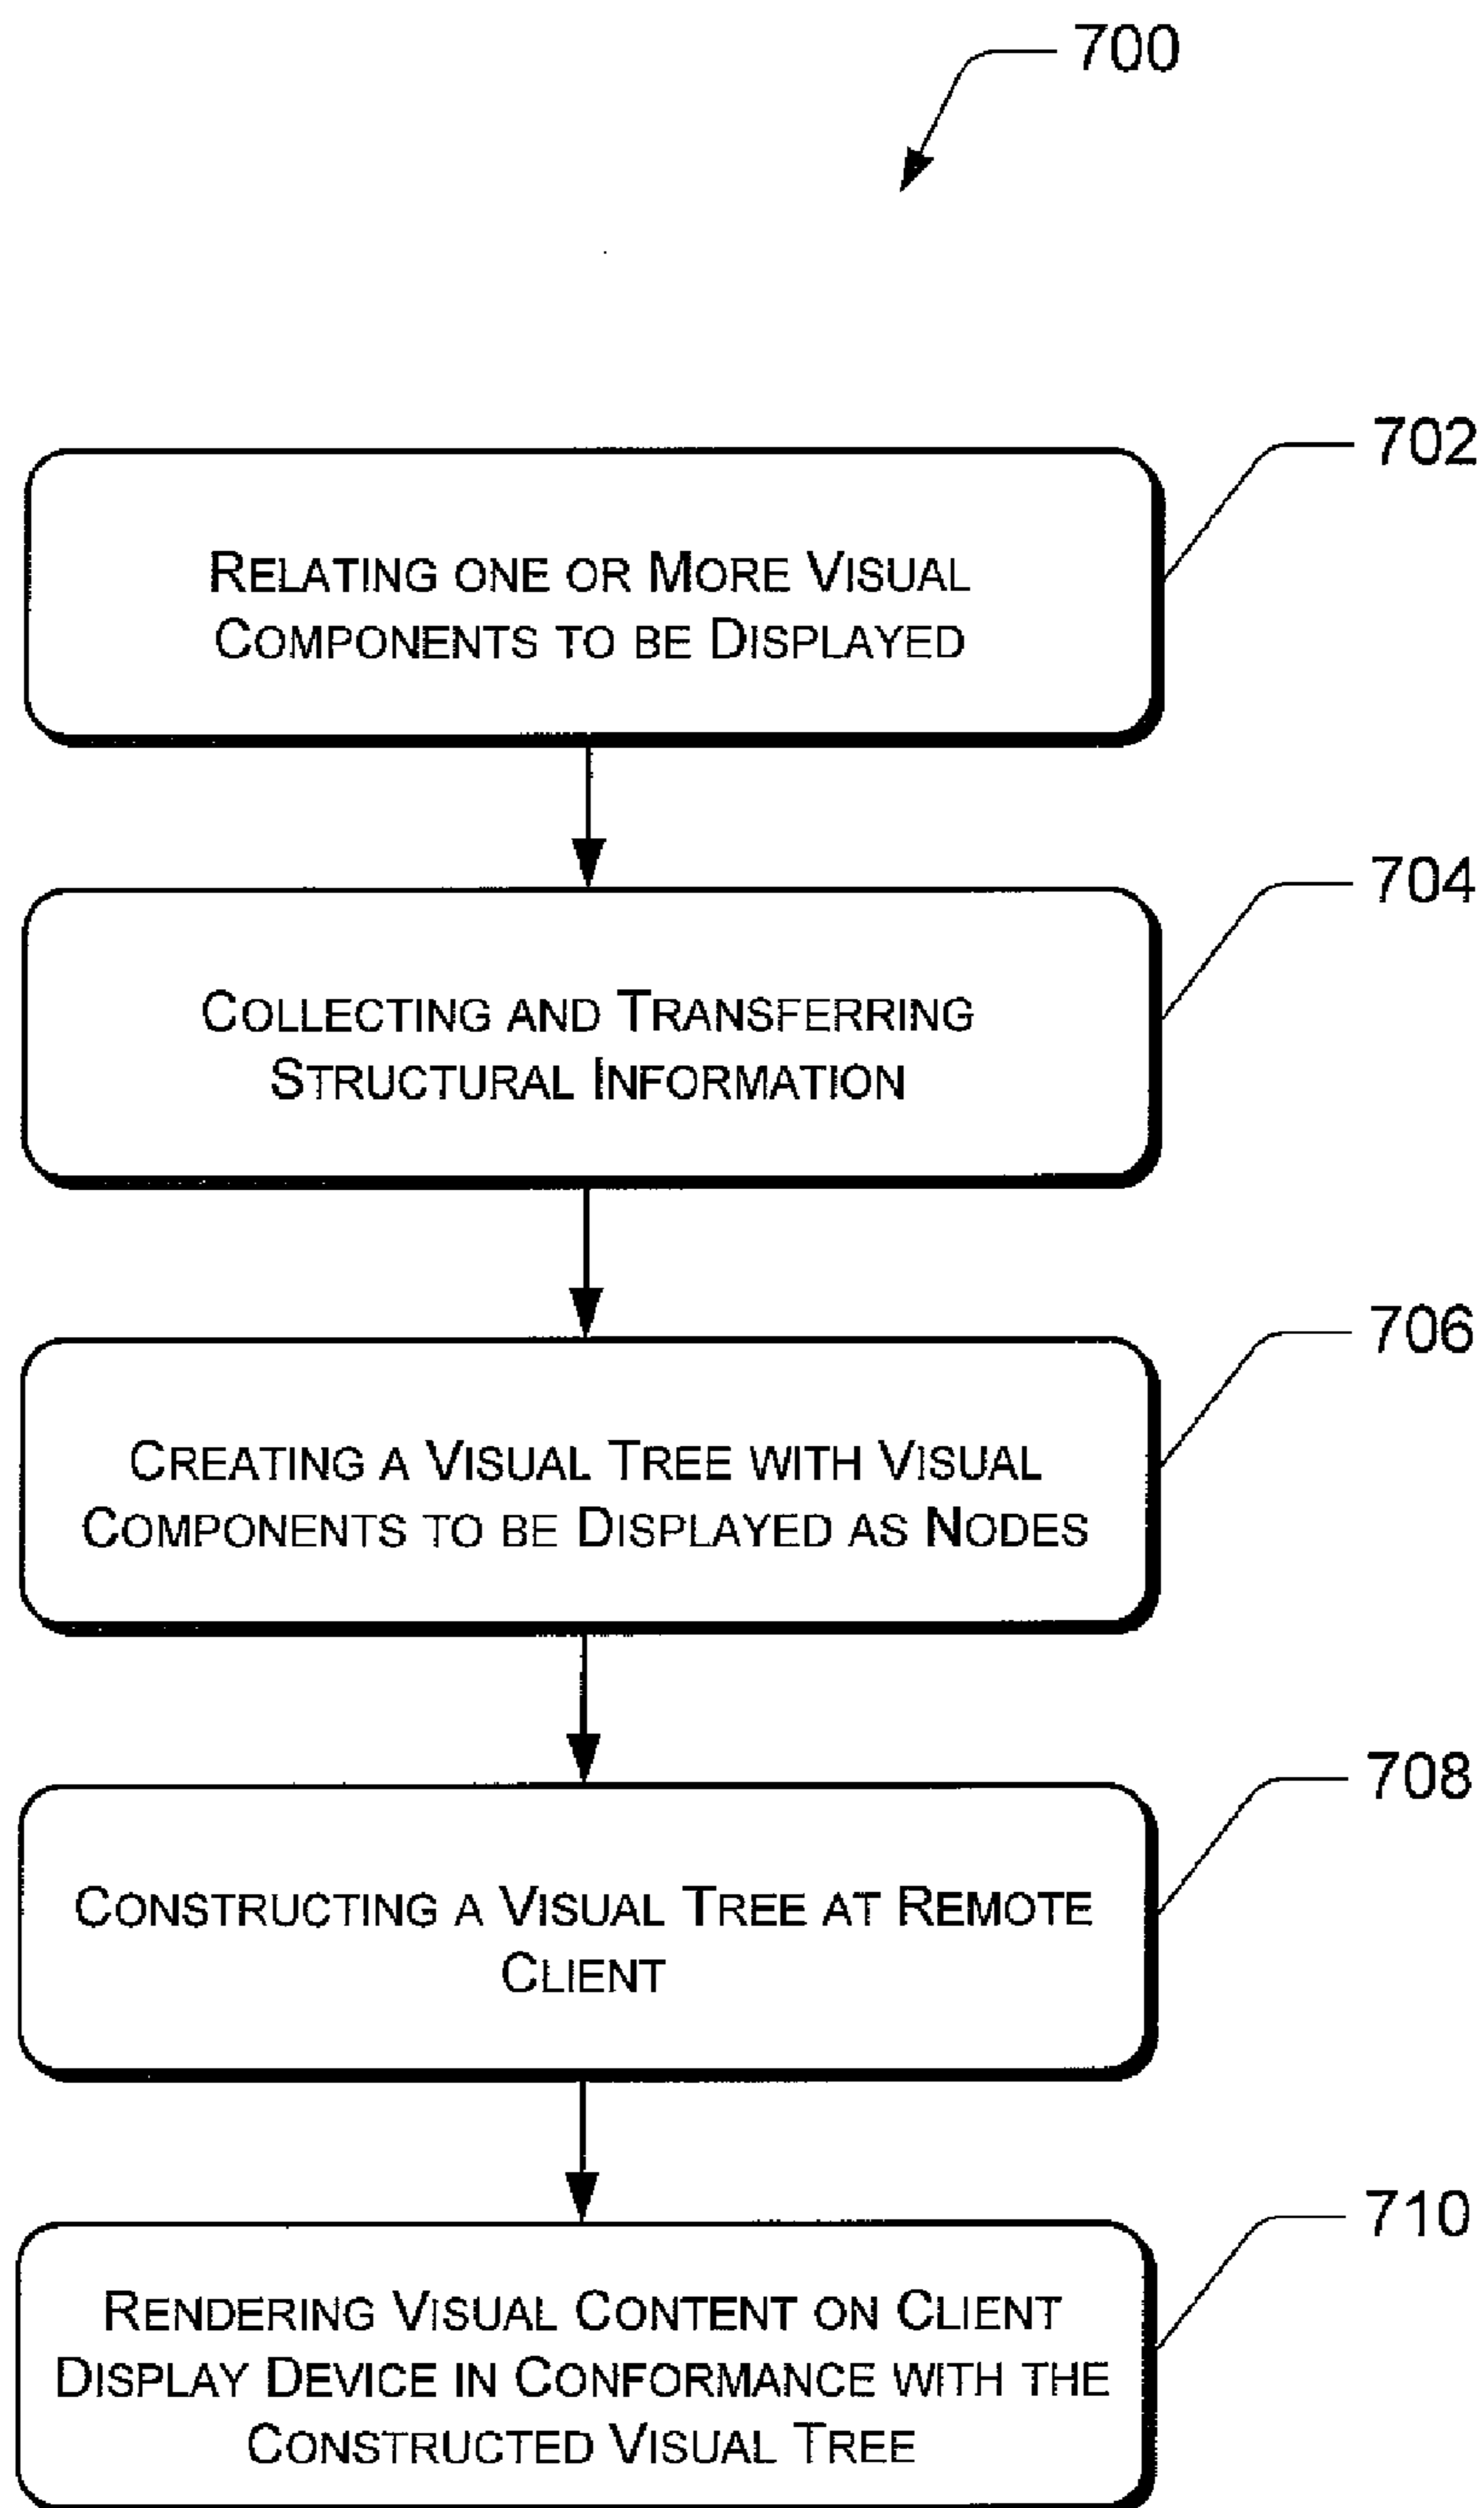 700
702
RELATING ONE OR MORE VISUAL
COMPONENTS TO BE DISPLAYED
704
COLLECTING AND TRANSFERRING
STRUCTURAL INFORMATION
706
CREATING A VISUAL TREE WITH VISUAL
COMPONENTS TO BE DISPLAYED AS NODES
708
CONSTRUCTING A VISUAL TREE AT REMOTE
CLIENT
710
RENDERING VISUAL CONTENT ON CLIENT
DISPLAY DEVICE IN CONFORMANCE WITH THE
CONSTRUCTED VISUAL TREE